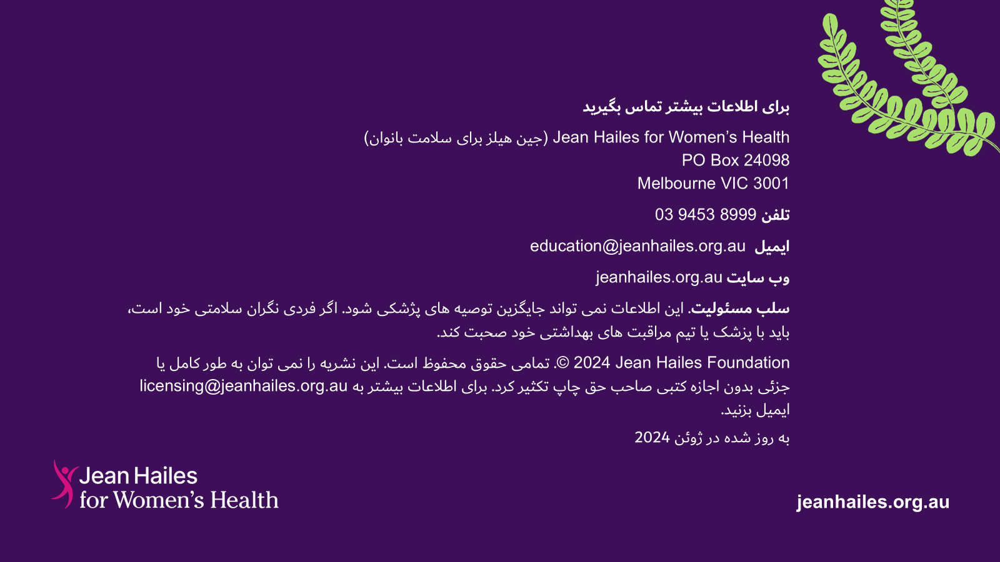 برای اطلاعات بیشتر تماس بگیرید
Jean Hailes for Women’s Health (جین هیلز برای سلامت بانوان)
PO Box 24098
Melbourne VIC 3001
تلفن 03 9453 8999
ایمیل education@jeanhailes.org.au
وب سایت jeanhailes.org.au
سلب مسئولیت. این اطلاعات نمی تواند جایگزین توصیه های پژشکی شود. اگر فردی نگران سلامتی خود است،
باید با پزشک یا تیم مراقبت های بهداشتی خود صحبت کند.
© 2024 Jean Hailes Foundation. تمامی حقوق محفوظ است. این نشریه را نمی توان به طور کامل یا
جزئی بدون اجازه کتبی صاحب حق چاپ تکثیر کرد. برای اطلاعات بیشتر به licensing@jeanhailes.org.au
ایمیل بزنید.
به روز شده در ژوئن 2024
Jean Hailes
for Women’s Health
jeanhailes.org.au